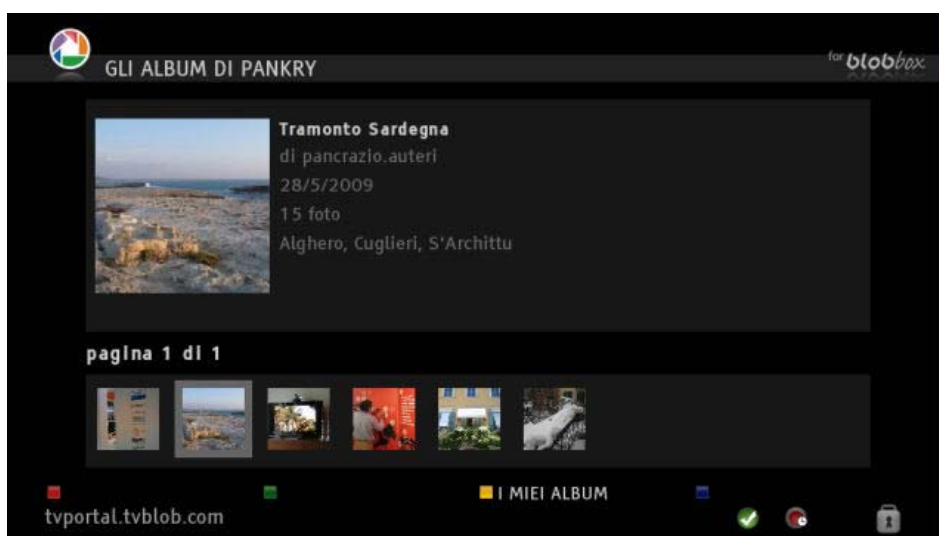 GLI ALBUM DI PANKRY
for blobbox
Tramonto Sardegna
di pancrazio.auteri
28/5/2009
15 foto
Alghero, Cuglieri, S'Archittu
pagina 1 di 1
I MIEI ALBUM
tvportal.tvblob.com